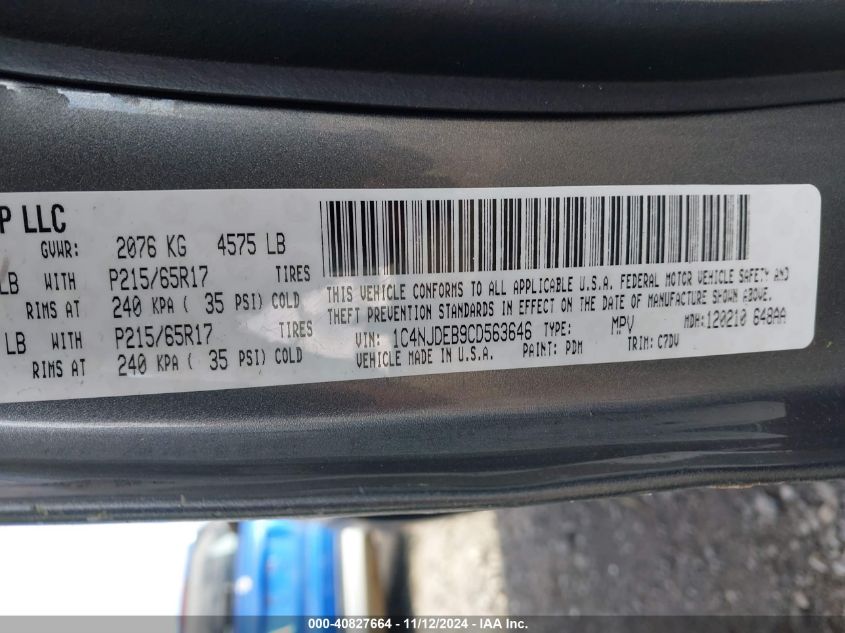 P LLC
GVWR: 2076 KG 4575 LB
LB WITH P215/65R17 TIRES
RIMS AT 240 KPA ( 35 PSI) COLD
LB WITH P215/65R17 TIRES
RIMS AT 240 KPA ( 35 PSI) COLD
THIS VEHICLE CONFORMS TO ALL APPLICABLE U.S.A. FEDERAL MOTOR VEHICLE SAFETY AND
THEFT PREVENTION STANDARDS IN EFFECT ON THE DATE OF MANUFACTURE SHOWN ABOVE.
VIN: 1C4NJDEB9CD563646 TYPE: MPV MDH:120210 648AA
VEHICLE MADE IN U.S.A. PAINT: PDM TRIM: C7DV
000-40827664 - 11/12/2024 - IAA Inc.